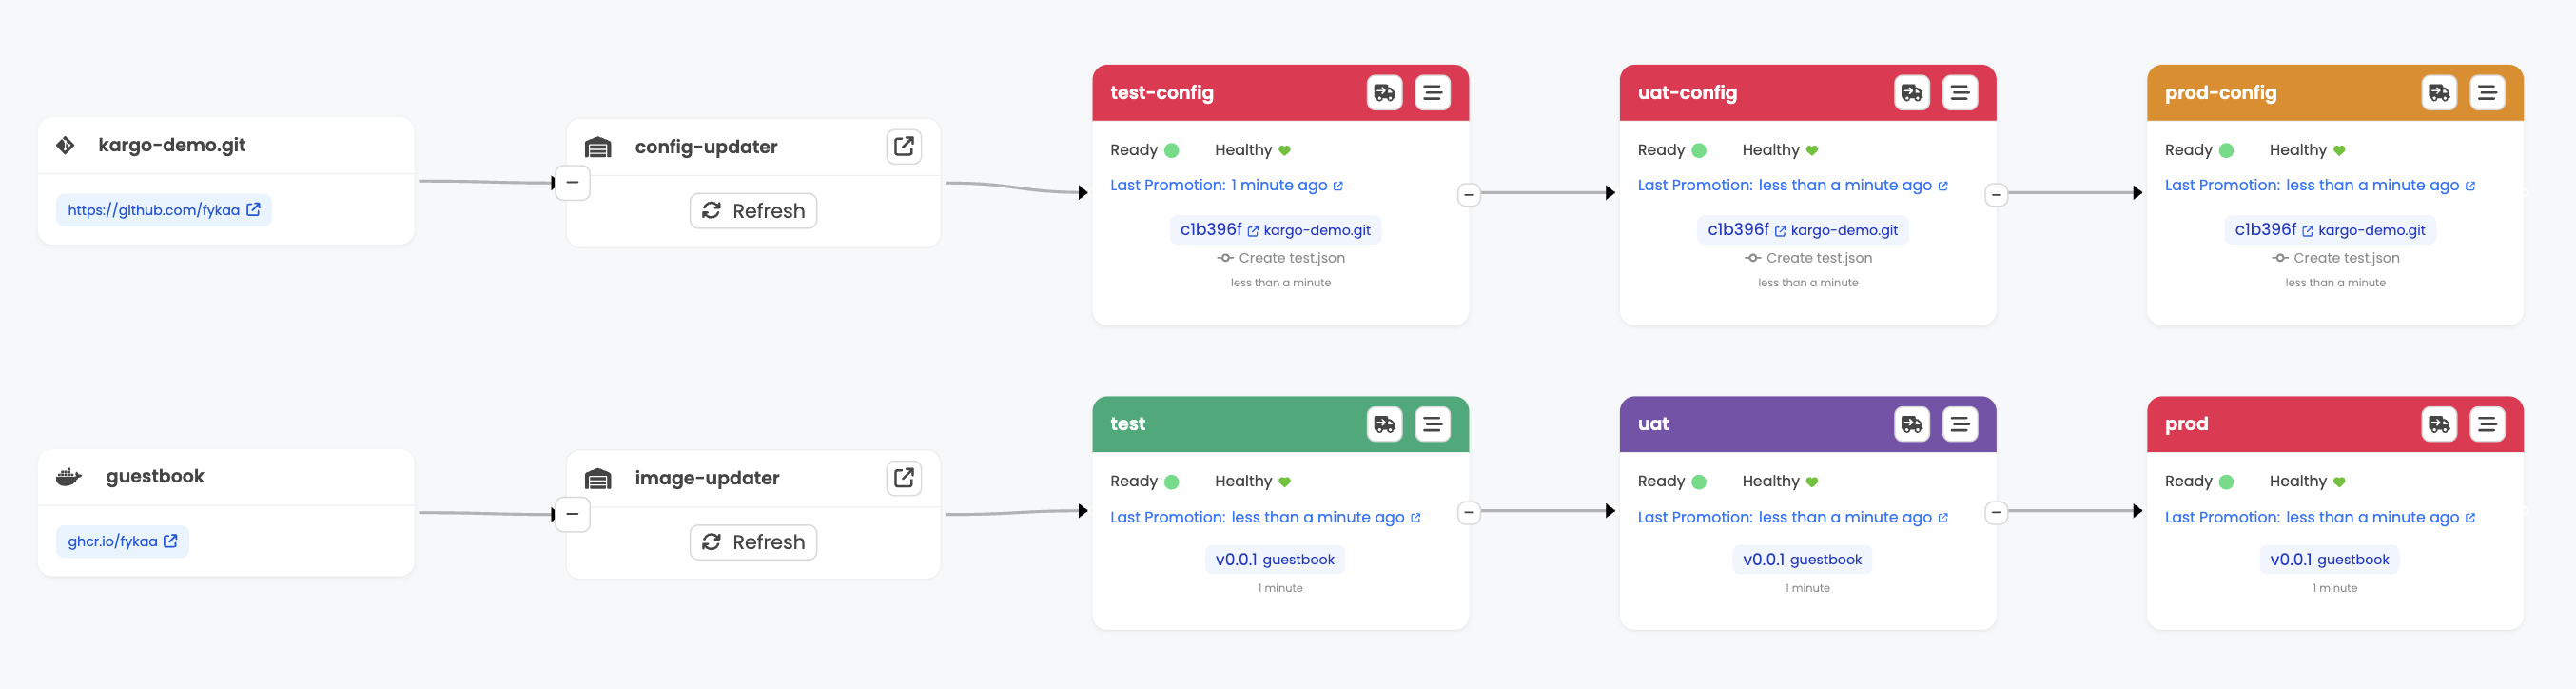 kargo-demo.git
https://github.com/fykaa
config-updater
Refresh
test-config
Ready Healthy
Last Promotion: 1 minute ago
c1b396f kargo-demo.git
Create test.json
less than a minute
uat-config
Ready Healthy
Last Promotion: less than a minute ago
c1b396f kargo-demo.git
Create test.json
less than a minute
prod-config
Ready Healthy
Last Promotion: less than a minute ago
c1b396f kargo-demo.git
Create test.json
less than a minute
guestbook
ghcr.io/fykaa
image-updater
Refresh
test
Ready Healthy
Last Promotion: less than a minute ago
v0.0.1 guestbook
1 minute
uat
Ready Healthy
Last Promotion: less than a minute ago
v0.0.1 guestbook
1 minute
prod
Ready Healthy
Last Promotion: less than a minute ago
v0.0.1 guestbook
1 minute